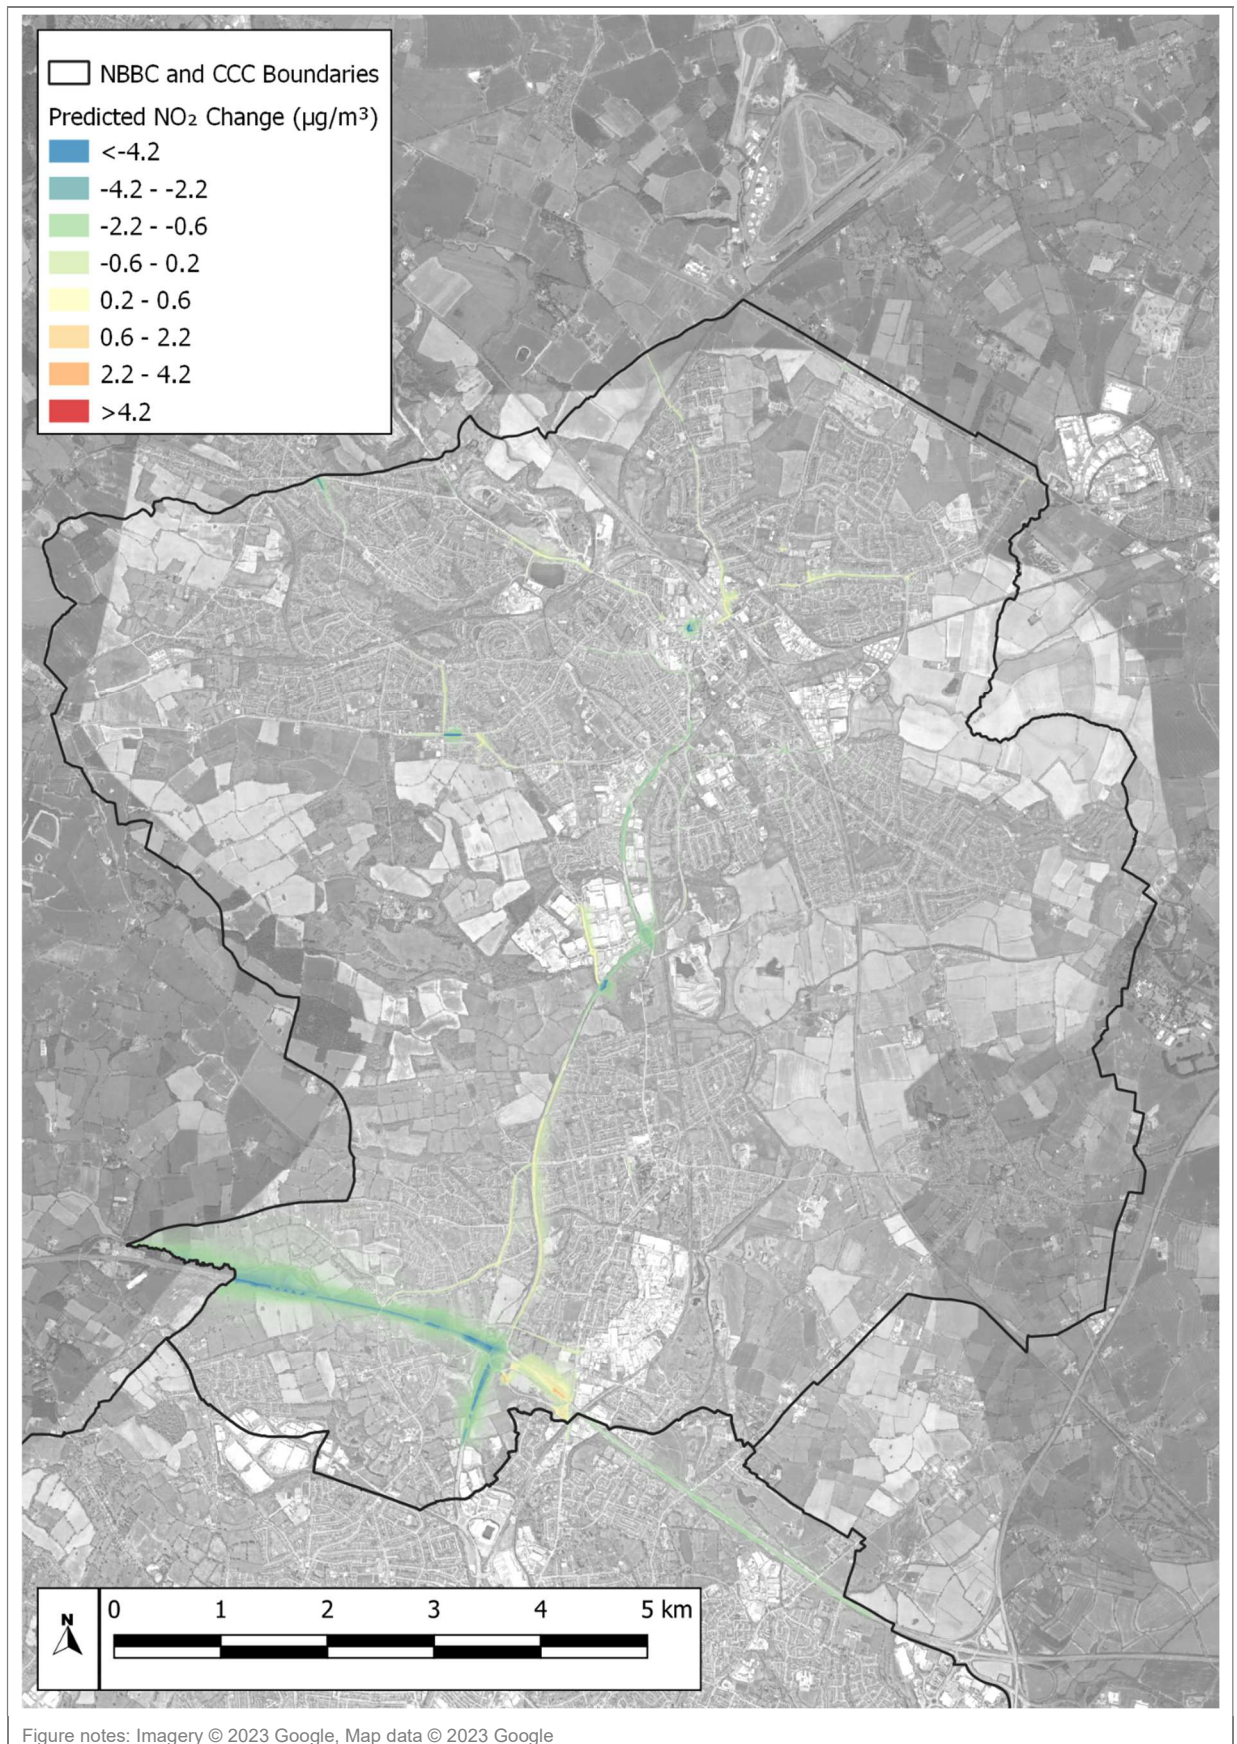 NBBC and CCC Boundaries
Predicted NO₂ Change (µg/m³)
<-4.2
-4.2 - -2.2
-2.2 - -0.6
-0.6 - 0.2
0.2 - 0.6
0.6 - 2.2
2.2 - 4.2
>4.2
N
0 1 2 3 4 5 km
Figure notes: Imagery © 2023 Google, Map data © 2023 Google